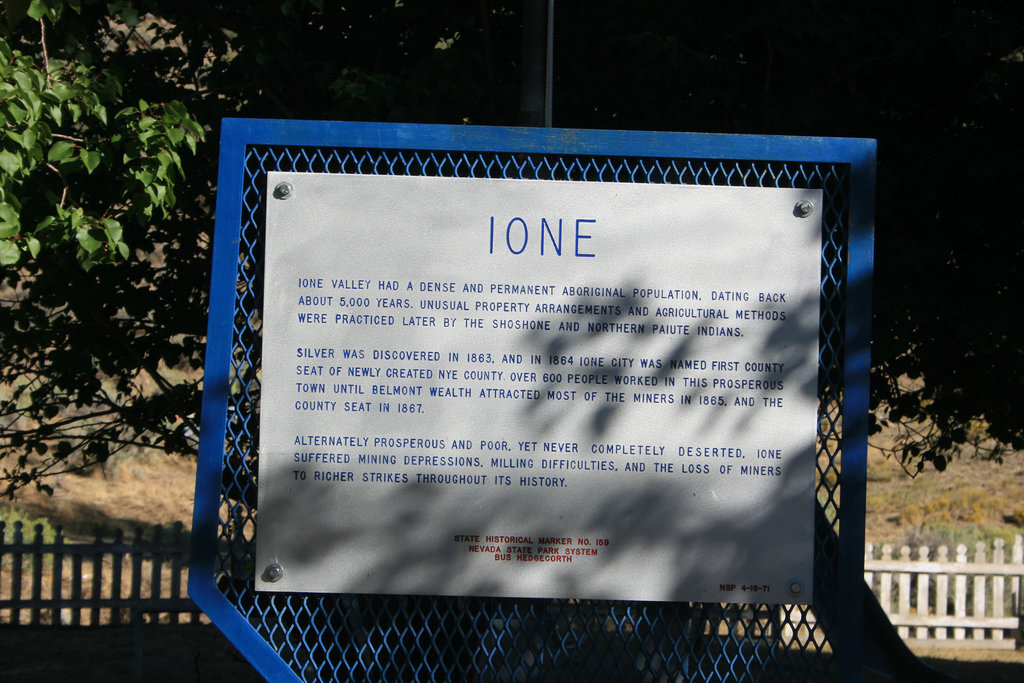 IONE
IONE VALLEY HAD A DENSE AND PERMANENT ABORIGINAL POPULATION, DATING BACK
ABOUT 5,000 YEARS. UNUSUAL PROPERTY ARRANGEMENTS AND AGRICULTURAL METHODS
WERE PRACTICED LATER BY THE SHOSHONE AND NORTHERN PAIUTE INDIANS.
SILVER WAS DISCOVERED IN 1863, AND IN 1864 IONE CITY WAS NAMED FIRST COUNTY
SEAT OF NEWLY CREATED NYE COUNTY. OVER 600 PEOPLE WORKED IN THIS PROSPEROUS
TOWN UNTIL BELMONT WEALTH ATTRACTED MOST OF THE MINERS IN 1865, AND THE
COUNTY SEAT IN 1867.
ALTERNATELY PROSPEROUS AND POOR, YET NEVER COMPLETELY DESERTED, IONE
SUFFERED MINING DEPRESSIONS, MILLING DIFFICULTIES, AND THE LOSS OF MINERS
TO RICHER STRIKES THROUGHOUT ITS HISTORY.
STATE HISTORICAL MARKER NO. 159
NEVADA STATE PARK SYSTEM
BUS HEDGECORTH
NSP 4-19-71